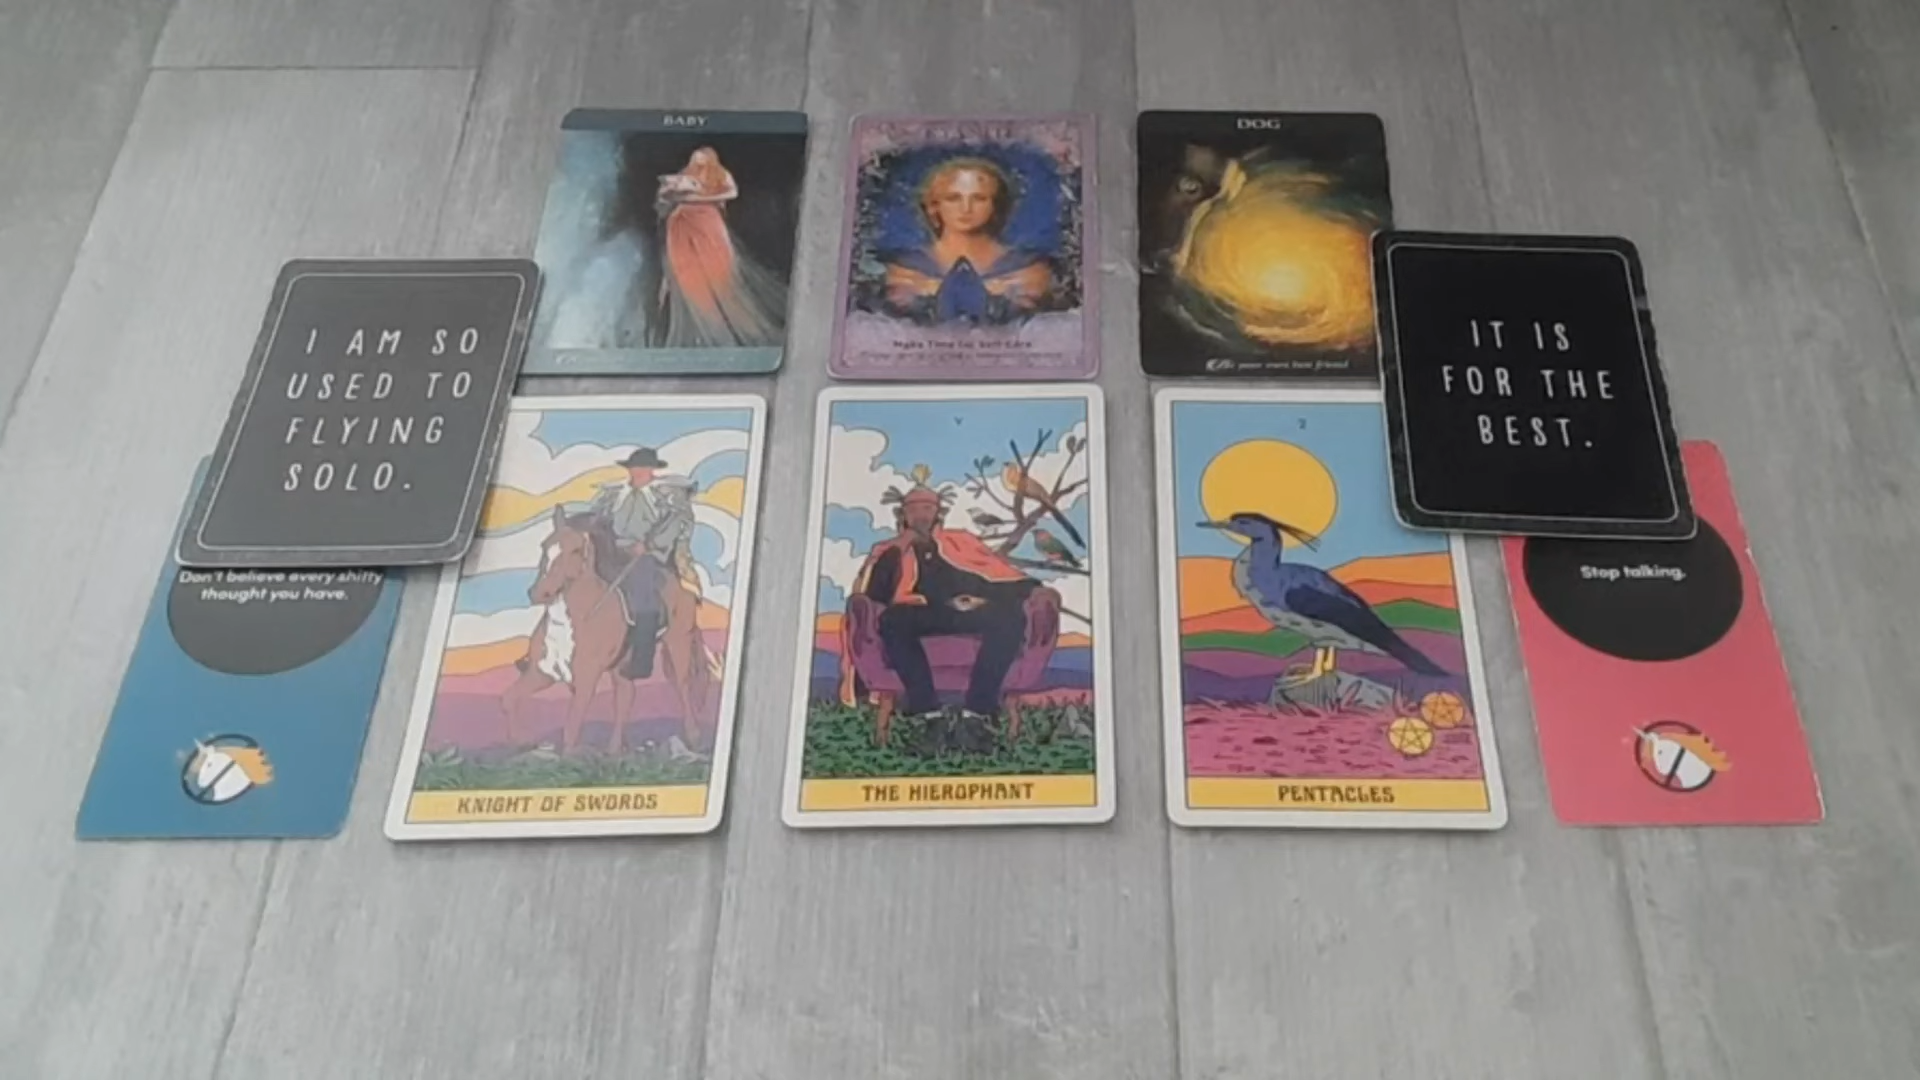 BABY
DOG
Make Time for Self-Care
Be your own best friend
I AM SO
USED TO
FLYING
SOLO.
IT IS
FOR THE
BEST.
Don't believe every shitty
thought you have.
Stop talking.
V
2
KNIGHT OF SWORDS
THE HIEROPHANT
PENTACLES